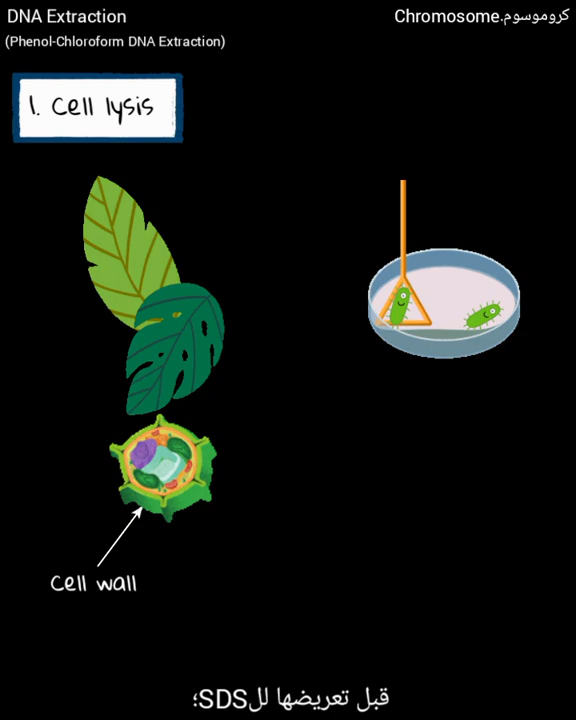 DNA Extraction
Chromosome.كروموسوم
(Phenol-Chloroform DNA Extraction)
1. Cell lysis
Cell wall
قبل تعريضها للSDS؛